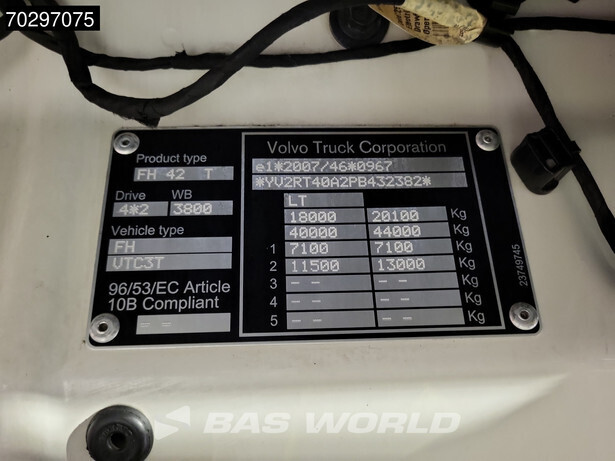 70297075
Product type
FH 42 T
Drive WB
4*2 3800
Vehicle type
FH
VTC3T
96/53/EC Article
10B Compliant
-- --
Volvo Truck Corporation
e1*2007/46*0967
*YV2RT40A2PB432382*
LT
18000 20100 Kg
40000 44000 Kg
1 7100 7100 Kg
2 11500 13000 Kg
3 -- -- -- -- Kg
4 -- -- -- -- Kg
5 -- -- -- -- Kg
23749745
BAS WORLD